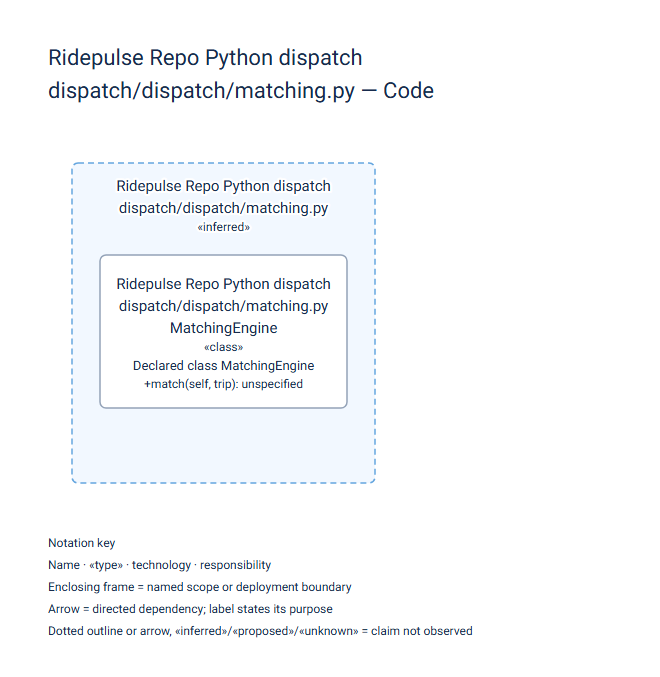 Ridepulse Repo Python dispatch
dispatch/dispatch/matching.py — Code
Ridepulse Repo Python dispatch
dispatch/dispatch/matching.py
«inferred»
Ridepulse Repo Python dispatch
dispatch/dispatch/matching.py
MatchingEngine
«class»
Declared class MatchingEngine
+match(self, trip): unspecified
Notation key
Name · «type» · technology · responsibility
Enclosing frame = named scope or deployment boundary
Arrow = directed dependency; label states its purpose
Dotted outline or arrow, «inferred»/«proposed»/«unknown» = claim not observed